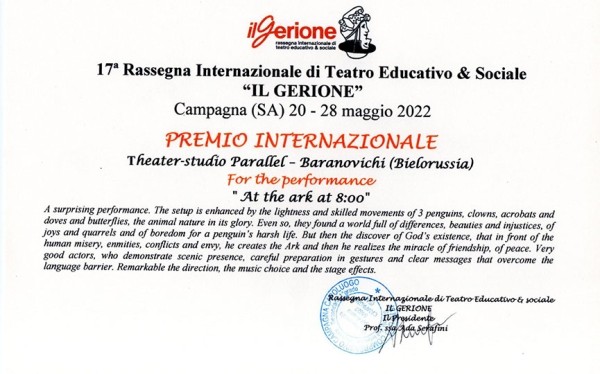 ilGerione
rassegna internazionale di
teatro educativo & sociale
17ª Rassegna Internazionale di Teatro Educativo & Sociale
“IL GERIONE”
Campagna (SA) 20 - 28 maggio 2022
PREMIO INTERNAZIONALE
Theater-studio Parallel – Baranovichi (Bielorussia)
For the performance
" At the ark at 8:00"
A surprising performance. The setup is enhanced by the lightness and skilled movements of 3 penguins, clowns, acrobats and
doves and butterflies, the animal nature in its glory. Even so, they found a world full of differences, beauties and injustices, of
joys and quarrels and of boredom for a penguin's harsh life. But then the discover of God's existence, that in front of the
human misery, enmities, conflicts and envy, he creates the Ark and then he realizes the miracle of friendship, of peace. Very
good actors, who demonstrate scenic presence, careful preparation in gestures and clear messages that overcome the
language barrier. Remarkable the direction, the music choice and the stage effects.
Rassegna Internazionale di Teatro Educativo & sociale
IL GERIONE
Il Presidente
Prof. ssa Ada Serafini